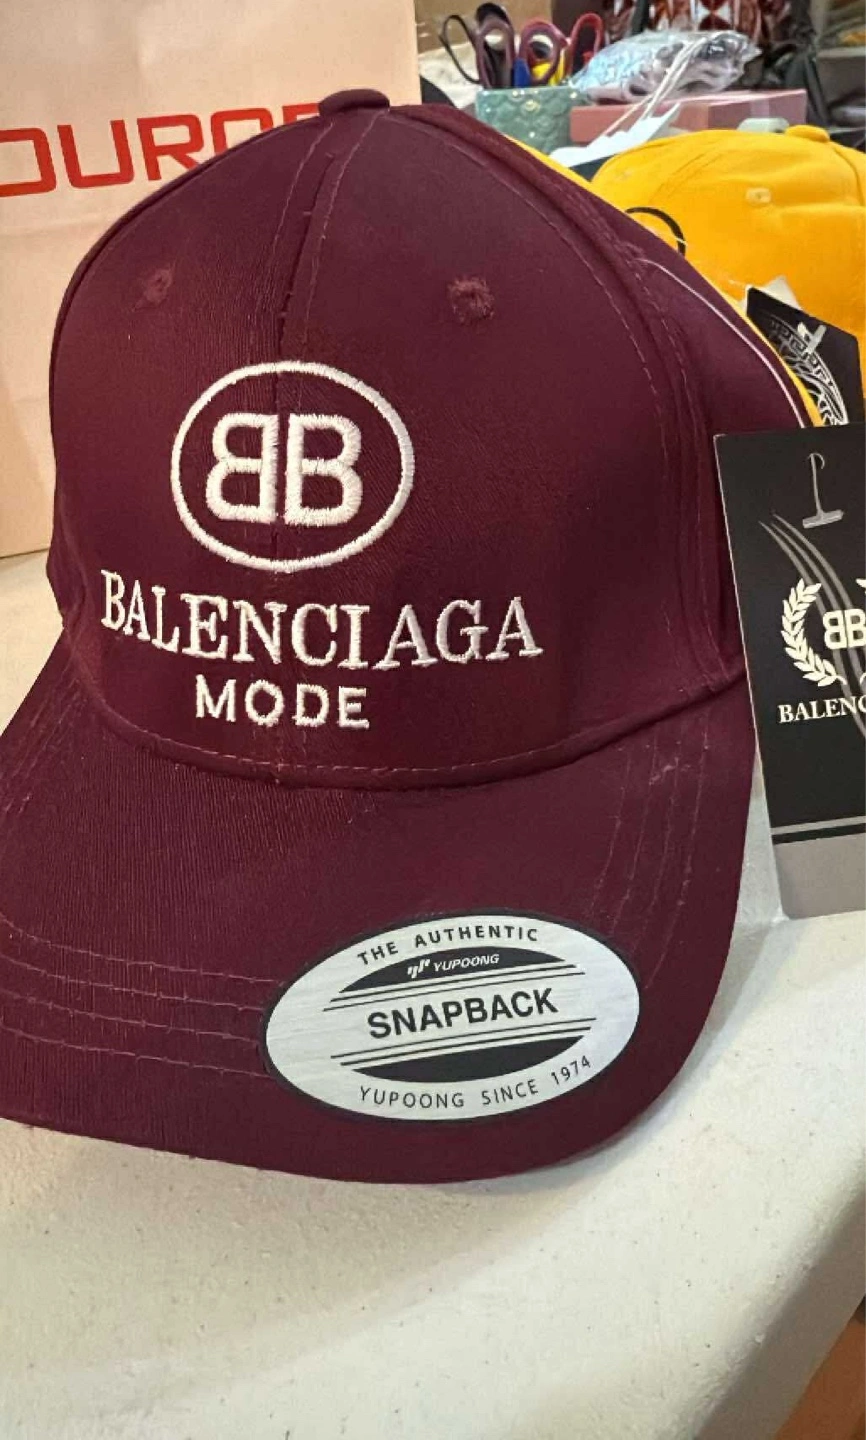 BB
BALENCIAGA
MODE
THE AUTHENTIC
YUPOONG
SNAPBACK
YUPOONG SINCE 1974
BB
BALENC